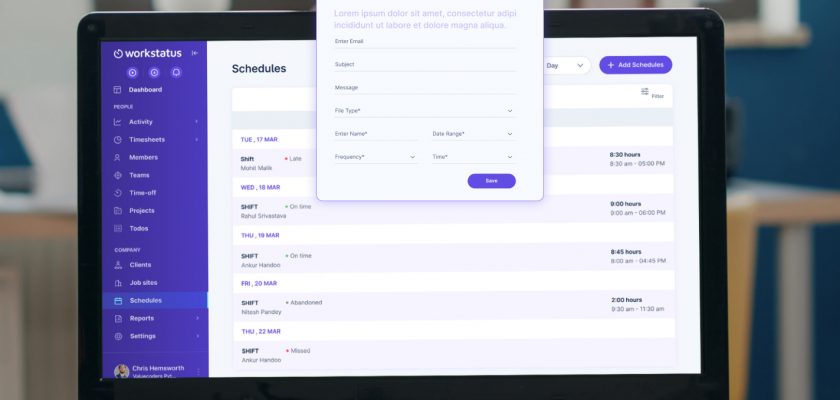 Lorem ipsum dolor sit amet, consectetur adipi
incididunt ut labore et dolore magna aliqua.
Enter Email
Subject
Message
File Type*
Enter Name*
Date Range*
Frequency*
Time*
Save
workstatus
Dashboard
PEOPLE
Activity
Timesheets
Members
Teams
Time-off
Projects
Todos
COMPANY
Clients
Job sites
Schedules
Reports
Settings
Chris Hemsworth
Valuecoders Pvt...
Schedules
Day
+ Add Schedules
Filter
TUE, 17 MAR
Shift Late 8:30 hours
Mohit Malik 8:30 am - 05:00 PM
WED, 18 MAR
SHIFT On time 9:00 hours
Rahul Srivastava 9:00 am - 06:00 PM
THU, 19 MAR
SHIFT On time 8:45 hours
Ankur Handoo 8:00 am - 04:45 PM
FRI, 20 MAR
SHIFT Abandoned 2:00 hours
Nitesh Pandey 9:30 am - 11:30 am
THU, 22 MAR
SHIFT Missed
Ankur Handoo